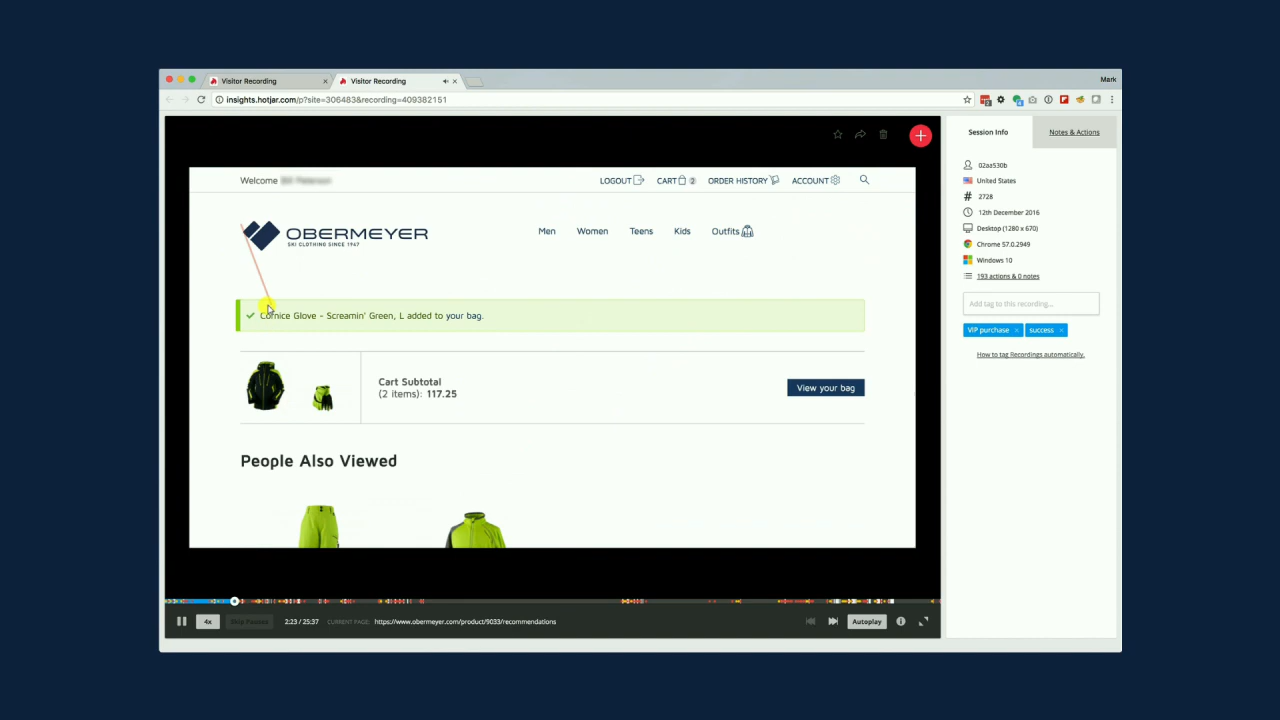 Visitor Recording
Visitor Recording
Mark
insights.hotjar.com/p?site=306483&recording=409382151
Session Info
Notes & Actions
Welcome
LOGOUT
CART 2
ORDER HISTORY
ACCOUNT
OBERMEYER
SKI CLOTHING SINCE 1947
Men
Women
Teens
Kids
Outfits
Cornice Glove - Screamin' Green, L added to your bag.
Cart Subtotal
(2 items): 117.25
View your bag
People Also Viewed
02aa530b
United States
# 2728
12th December 2016
Desktop (1280 x 670)
Chrome 57.0.2949
Windows 10
193 actions & 0 notes
Add tag to this recording...
VIP purchase ×
success ×
How to tag Recordings automatically.
4x
Skip Pauses
2:23 / 25:37
CURRENT PAGE:
https://www.obermeyer.com/product/9033/recommendations
Autoplay